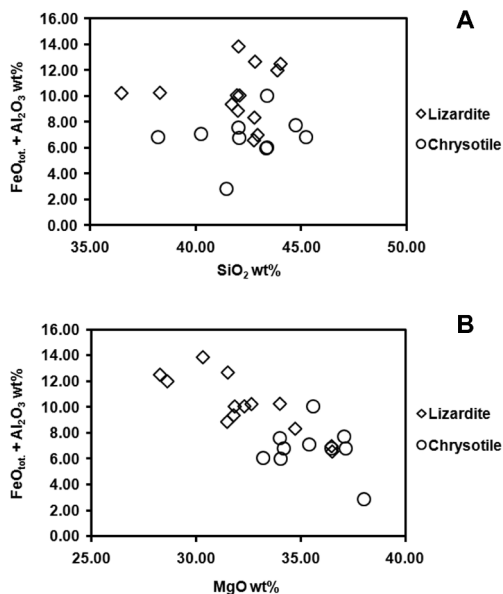 A
16.00
14.00
12.00
10.00
8.00
6.00
4.00
2.00
0.00
FeOtot. + Al2O3 wt%
35.00 40.00 45.00 50.00
SiO2 wt%
Lizardite
Chrysotile
B
16.00
14.00
12.00
10.00
8.00
6.00
4.00
2.00
0.00
FeOtot. + Al2O3 wt%
25.00 30.00 35.00 40.00
MgO wt%
Lizardite
Chrysotile